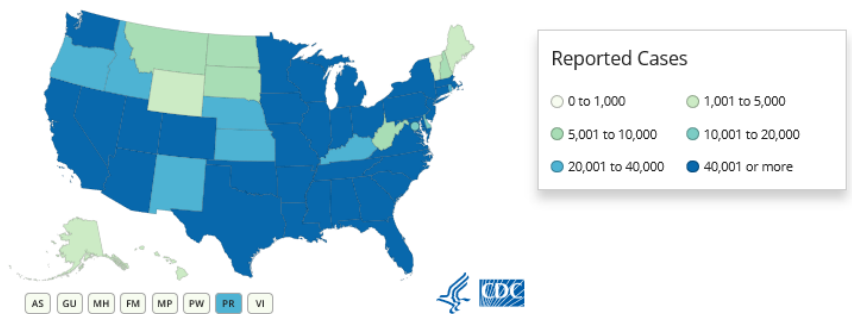 Reported Cases
0 to 1,000
1,001 to 5,000
5,001 to 10,000
10,001 to 20,000
20,001 to 40,000
40,001 or more
CDC
AS GU MH FM MP PW PR VI